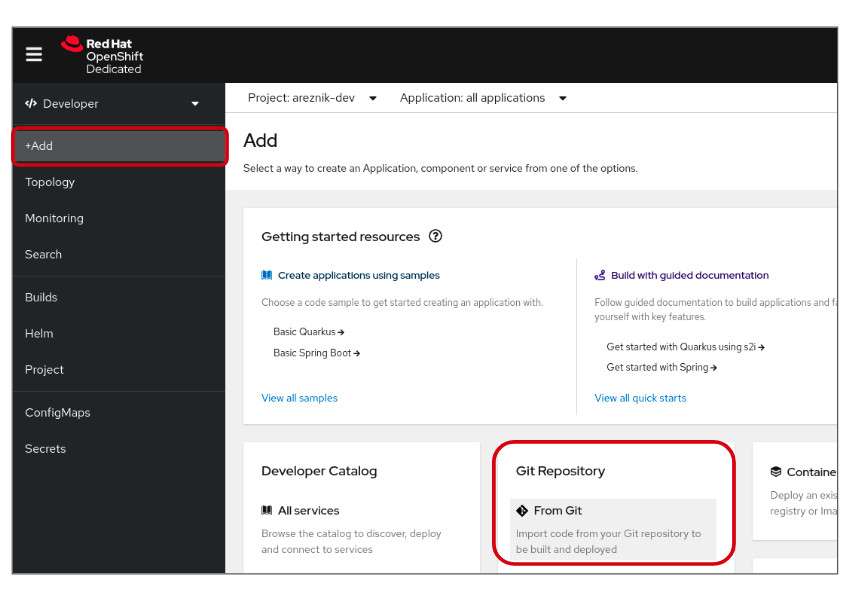 Red Hat
OpenShift
Dedicated
Developer
+Add
Topology
Monitoring
Search
Builds
Helm
Project
ConfigMaps
Secrets
Project: areznik-dev Application: all applications
Add
Select a way to create an Application, component or service from one of the options.
Getting started resources
Create applications using samples
Choose a code sample to get started creating an application with.
Basic Quarkus
Basic Spring Boot
View all samples
Build with guided documentation
Follow guided documentation to build applications and fa
yourself with key features.
Get started with Quarkus using s2i
Get started with Spring
View all quick starts
Developer Catalog
All services
Browse the catalog to discover, deploy
and connect to services
Git Repository
From Git
Import code from your Git repository to
be built and deployed
Containe
Deploy an exis
registry or Ima